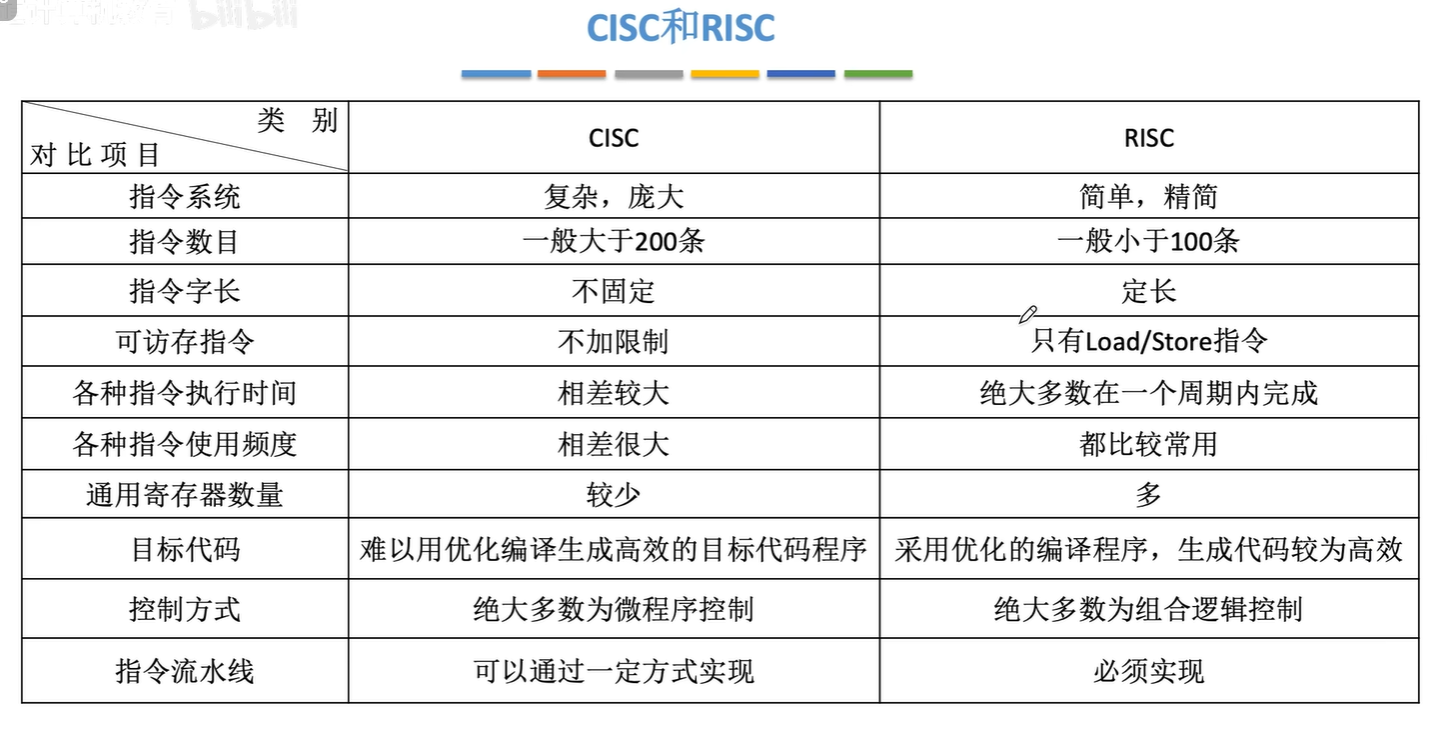 bilibili
CISC和RISC
类 别
对比项目
CISC
RISC
指令系统
复杂，庞大
简单，精简
指令数目
一般大于200条
一般小于100条
指令字长
不固定
定长
可访存指令
不加限制
只有Load/Store指令
各种指令执行时间
相差较大
绝大多数在一个周期内完成
各种指令使用频度
相差很大
都比较常用
通用寄存器数量
较少
多
目标代码
难以用优化编译生成高效的目标代码程序
采用优化的编译程序，生成代码较为高效
控制方式
绝大多数为微程序控制
绝大多数为组合逻辑控制
指令流水线
可以通过一定方式实现
必须实现